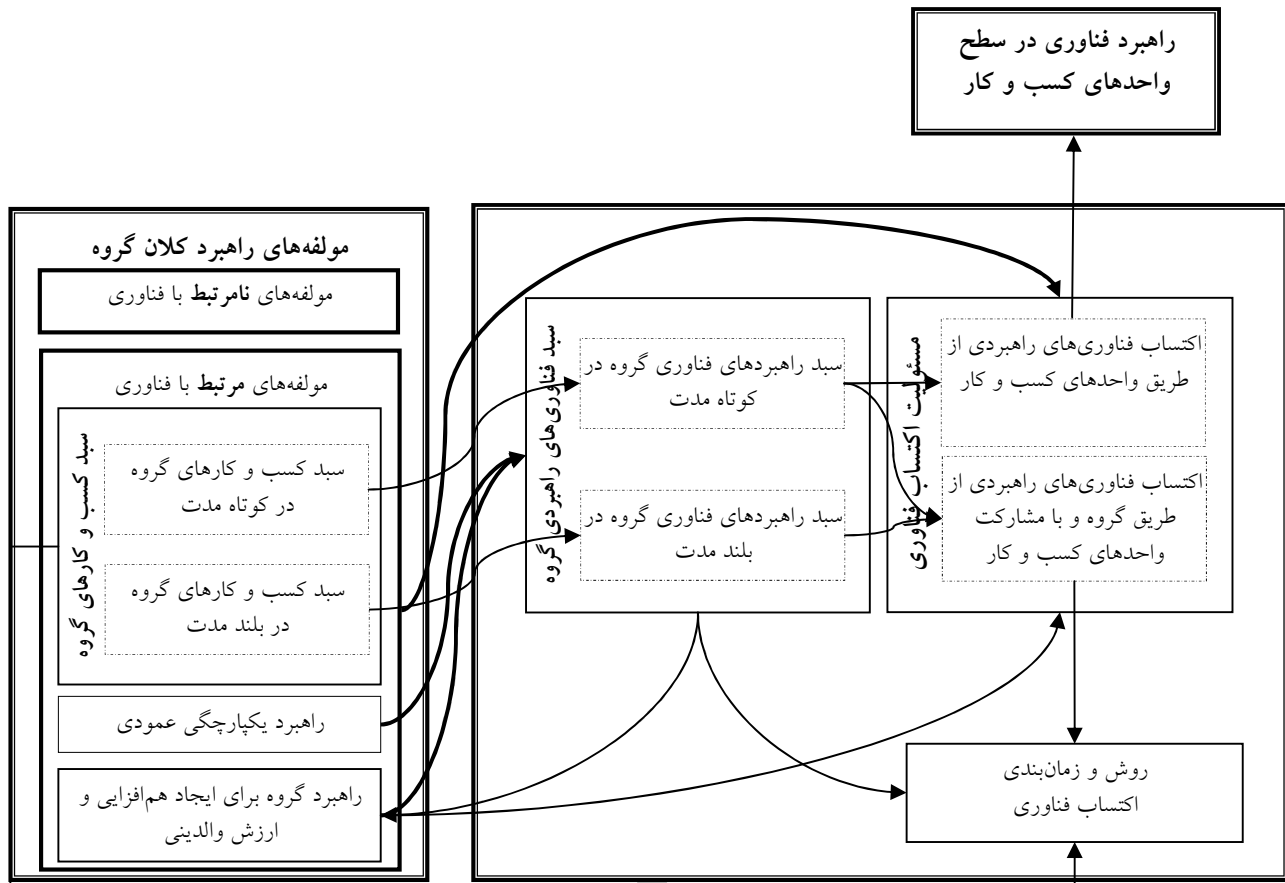 راهبرد فناوری در سطح
واحدهای کسب و کار
مولفه‌های راهبرد کلان گروه
مولفه‌های نامرتبط با فناوری
مولفه‌های مرتبط با فناوری
سبد کسب و کارهای گروه
سبد کسب و کارهای گروه
در کوتاه مدت
سبد کسب و کارهای گروه
در بلند مدت
راهبرد یکپارچگی عمودی
راهبرد گروه برای ایجاد هم‌افزایی و
ارزش والدینی
سبد فناوری‌های راهبردی گروه
سبد راهبردهای فناوری گروه در
کوتاه مدت
سبد راهبردهای فناوری گروه در
بلند مدت
مسئولیت اکتساب فناوری
اکتساب فناوری‌های راهبردی از
طریق واحدهای کسب و کار
اکتساب فناوری‌های راهبردی از
طریق گروه و با مشارکت
واحدهای کسب و کار
روش و زمان‌بندی
اکتساب فناوری